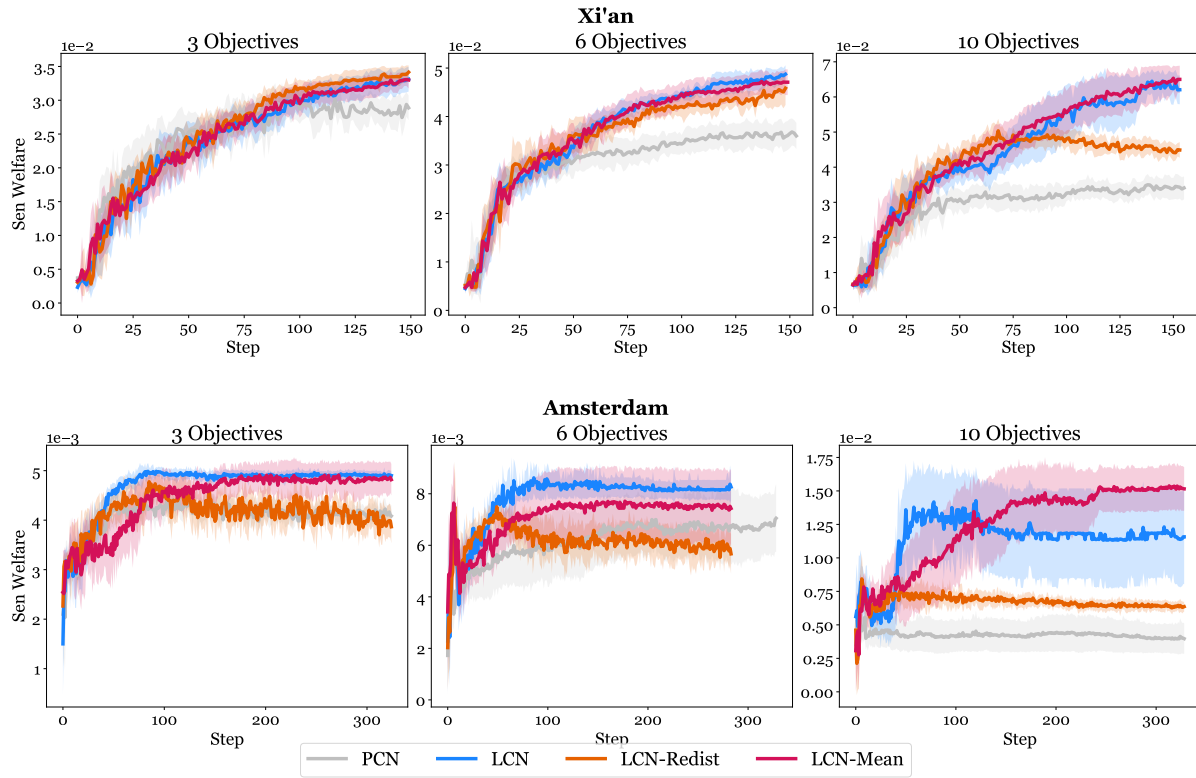 Xi'an
3 Objectives
6 Objectives
10 Objectives
1e−2
1e−2
1e−2
Sen Welfare
3.5
3.0
2.5
2.0
1.5
1.0
0.5
0.0
5
4
3
2
1
0
7
6
5
4
3
2
1
0
0 25 50 75 100 125 150
0 25 50 75 100 125 150
0 25 50 75 100 125 150
Step
Step
Step
Amsterdam
3 Objectives
6 Objectives
10 Objectives
1e−3
1e−3
1e−2
Sen Welfare
5
4
3
2
1
8
6
4
2
0
1.75
1.50
1.25
1.00
0.75
0.50
0.25
0.00
0 100 200 300
0 100 200 300
0 100 200 300
Step
Step
Step
PCN LCN LCN-Redist LCN-Mean